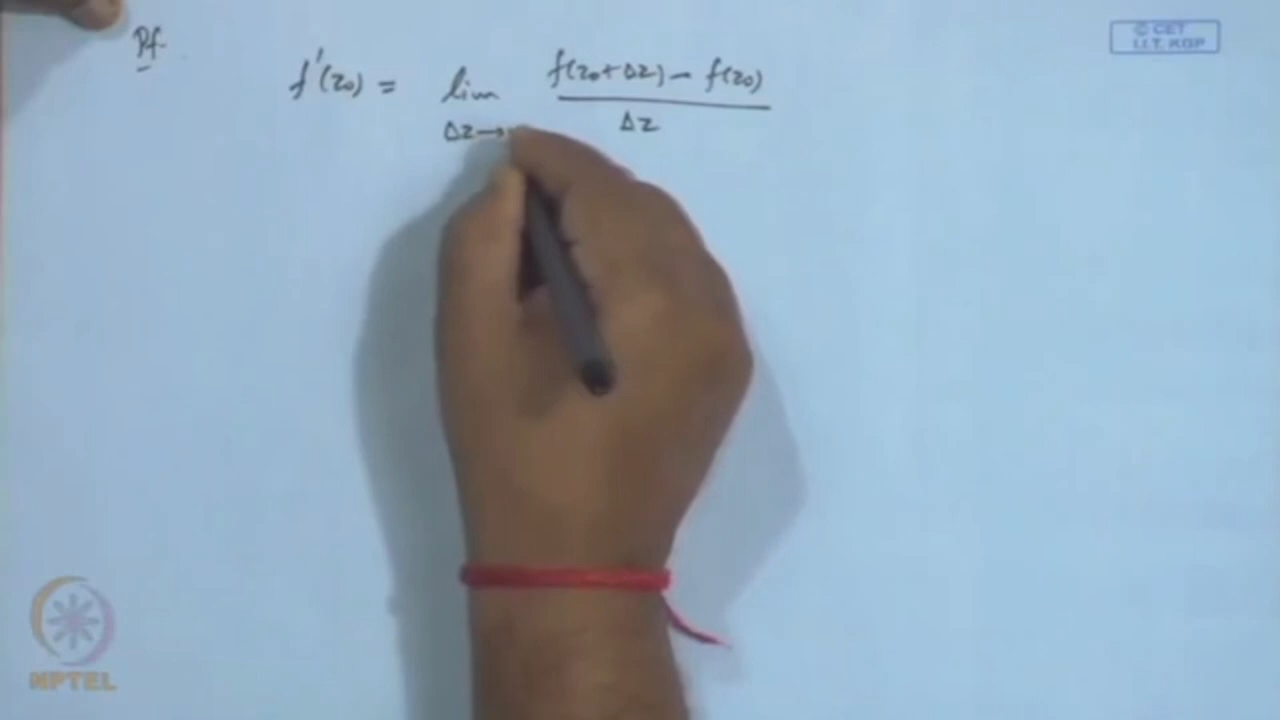 Pf.
f'(z₀) = lim Δz→ f(z₀+Δz) − f(z₀) / Δz
© CET
I.I.T. KGP
NPTEL